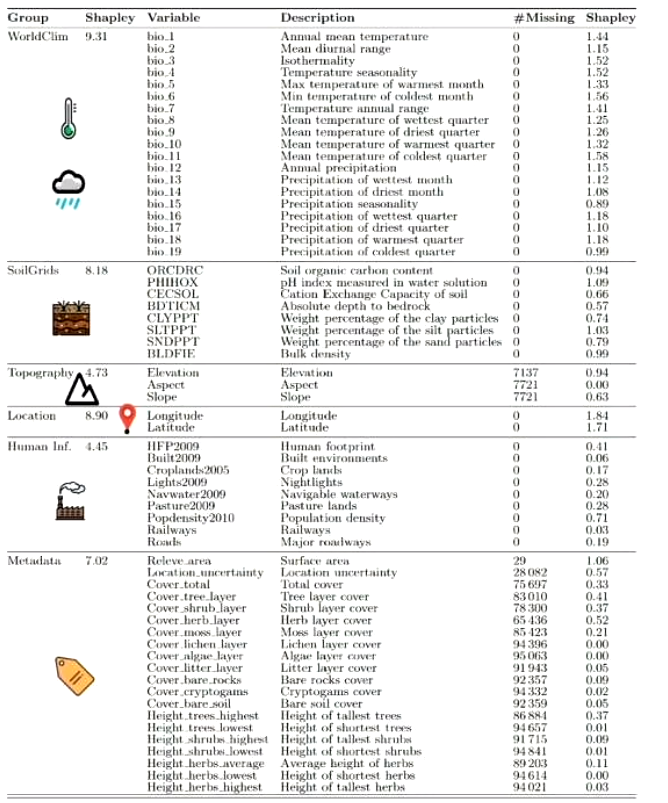 Group Shapley Variable Description #Missing Shapley
WorldClim 9.31 bio_1 Annual mean temperature 0 1.44
bio_2 Mean diurnal range 0 1.15
bio_3 Isothermality 0 1.52
bio_4 Temperature seasonality 0 1.52
bio_5 Max temperature of warmest month 0 1.33
bio_6 Min temperature of coldest month 0 1.56
bio_7 Temperature annual range 0 1.41
bio_8 Mean temperature of wettest quarter 0 1.25
bio_9 Mean temperature of driest quarter 0 1.26
bio_10 Mean temperature of warmest quarter 0 1.32
bio_11 Mean temperature of coldest quarter 0 1.58
bio_12 Annual precipitation 0 1.15
bio_13 Precipitation of wettest month 0 1.12
bio_14 Precipitation of driest month 0 1.08
bio_15 Precipitation seasonality 0 0.89
bio_16 Precipitation of wettest quarter 0 1.18
bio_17 Precipitation of driest quarter 0 1.10
bio_18 Precipitation of warmest quarter 0 1.18
bio_19 Precipitation of coldest quarter 0 0.99
SoilGrids 8.18 ORCDRC Soil organic carbon content 0 0.94
PHIHOX pH index measured in water solution 0 1.09
CECSOL Cation Exchange Capacity of soil 0 0.66
BDTICM Absolute depth to bedrock 0 0.57
CLYPPT Weight percentage of the clay particles 0 0.74
SLTPPT Weight percentage of the silt particles 0 1.03
SNDPPT Weight percentage of the sand particles 0 0.79
BLDFIE Bulk density 0 0.99
Topography 4.73 Elevation Elevation 7137 0.94
Aspect Aspect 7721 0.00
Slope Slope 7721 0.63
Location 8.90 Longitude Longitude 0 1.84
Latitude Latitude 0 1.71
Human Inf. 4.45 HFP2009 Human footprint 0 0.41
Built2009 Built environments 0 0.06
Croplands2005 Crop lands 0 0.17
Lights2009 Nightlights 0 0.28
Navwater2009 Navigable waterways 0 0.20
Pasture2009 Pasture lands 0 0.28
Popdensity2010 Population density 0 0.71
Railways Railways 0 0.03
Roads Major roadways 0 0.19
Metadata 7.02 Releve_area Surface area 29 1.06
Location_uncertainty Location uncertainty 28 082 0.57
Cover_total Total cover 75 697 0.33
Cover_tree_layer Tree layer cover 83 010 0.41
Cover_shrub_layer Shrub layer cover 78 300 0.37
Cover_herb_layer Herb layer cover 65 436 0.52
Cover_moss_layer Moss layer cover 85 423 0.21
Cover_lichen_layer Lichen layer cover 94 396 0.00
Cover_algae_layer Algae layer cover 95 063 0.00
Cover_litter_layer Litter layer cover 91 943 0.05
Cover_bare_rocks Bare rocks cover 92 357 0.09
Cover_cryptogams Cryptogams cover 94 332 0.02
Cover_bare_soil Bare soil cover 92 359 0.05
Height_trees_highest Height of tallest trees 86 884 0.37
Height_trees_lowest Height of shortest trees 94 657 0.01
Height_shrubs_highest Height of tallest shrubs 91 715 0.09
Height_shrubs_lowest Height of shortest shrubs 94 841 0.01
Height_herbs_average Average height of herbs 89 203 0.11
Height_herbs_lowest Height of shortest herbs 94 614 0.00
Height_herbs_highest Height of tallest herbs 94 021 0.03